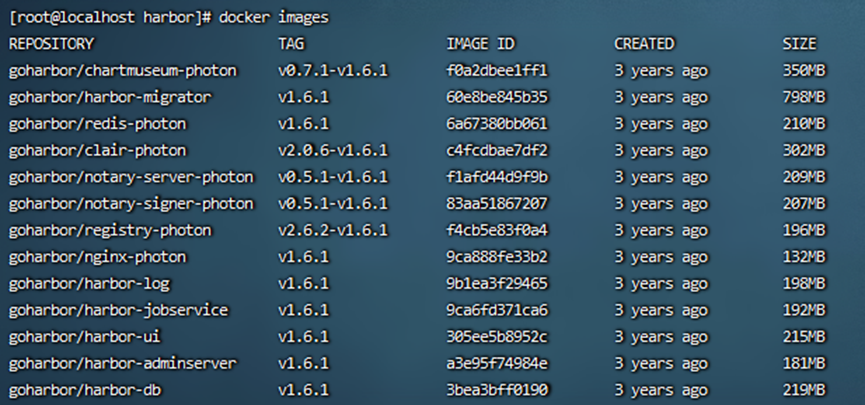 [root@localhost harbor]# docker images
REPOSITORY TAG IMAGE ID CREATED SIZE
goharbor/chartmuseum-photon v0.7.1-v1.6.1 f0a2dbee1ff1 3 years ago 350MB
goharbor/harbor-migrator v1.6.1 60e8be845b35 3 years ago 798MB
goharbor/redis-photon v1.6.1 6a67380bb061 3 years ago 210MB
goharbor/clair-photon v2.0.6-v1.6.1 c4fcdbae7df2 3 years ago 302MB
goharbor/notary-server-photon v0.5.1-v1.6.1 f1afd44d9f9b 3 years ago 209MB
goharbor/notary-signer-photon v0.5.1-v1.6.1 83aa51867207 3 years ago 207MB
goharbor/registry-photon v2.6.2-v1.6.1 f4cb5e83f0a4 3 years ago 196MB
goharbor/nginx-photon v1.6.1 9ca888fe33b2 3 years ago 132MB
goharbor/harbor-log v1.6.1 9b1ea3f29465 3 years ago 198MB
goharbor/harbor-jobservice v1.6.1 9ca6fd371ca6 3 years ago 192MB
goharbor/harbor-ui v1.6.1 305ee5b8952c 3 years ago 215MB
goharbor/harbor-adminserver v1.6.1 a3e95f74984e 3 years ago 181MB
goharbor/harbor-db v1.6.1 3bea3bff0190 3 years ago 219MB